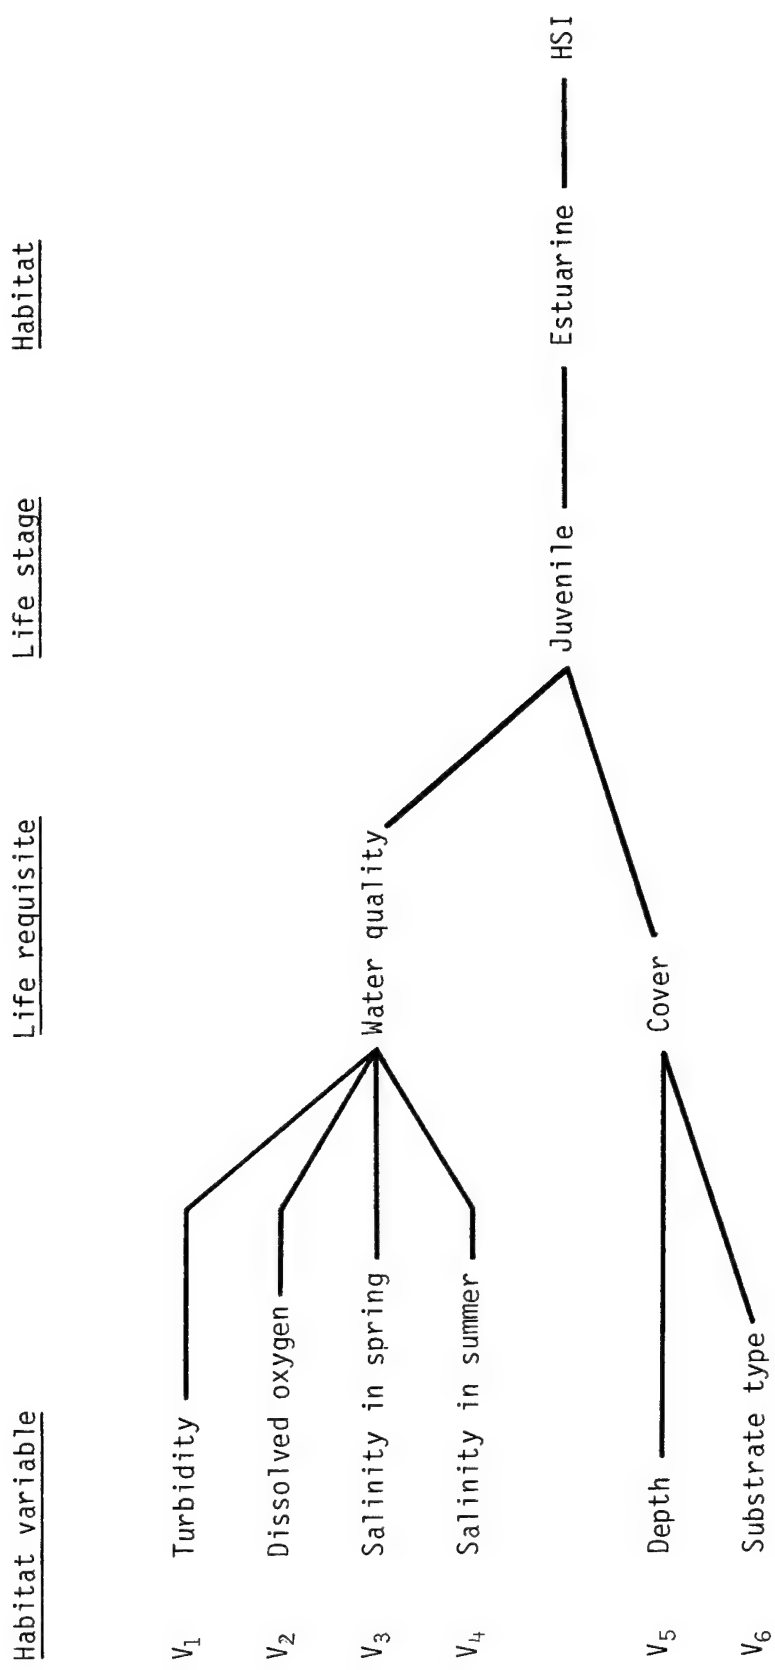 Habitat variable Life requisite Life stage Habitat
V₁ Turbidity
V₂ Dissolved oxygen
V₃ Salinity in spring Water quality
V₄ Salinity in summer
Juvenile Estuarine HSI
V₅ Depth Cover
V₆ Substrate type